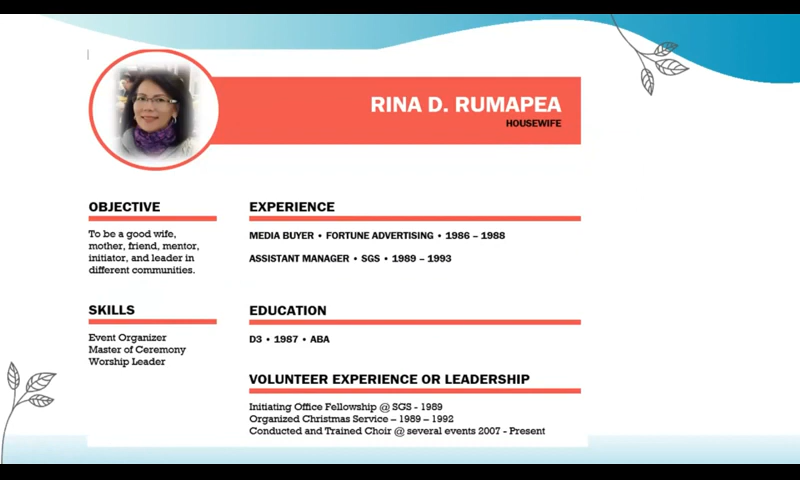 RINA D. RUMAPEA
HOUSEWIFE
OBJECTIVE
To be a good wife,
mother, friend, mentor,
initiator, and leader in
different communities.
SKILLS
Event Organizer
Master of Ceremony
Worship Leader
EXPERIENCE
MEDIA BUYER • FORTUNE ADVERTISING • 1986 – 1988
ASSISTANT MANAGER • SGS • 1989 – 1993
EDUCATION
D3 • 1987 • ABA
VOLUNTEER EXPERIENCE OR LEADERSHIP
Initiating Office Fellowship @ SGS - 1989
Organized Christmas Service – 1989 – 1992
Conducted and Trained Choir @ several events 2007 - Present